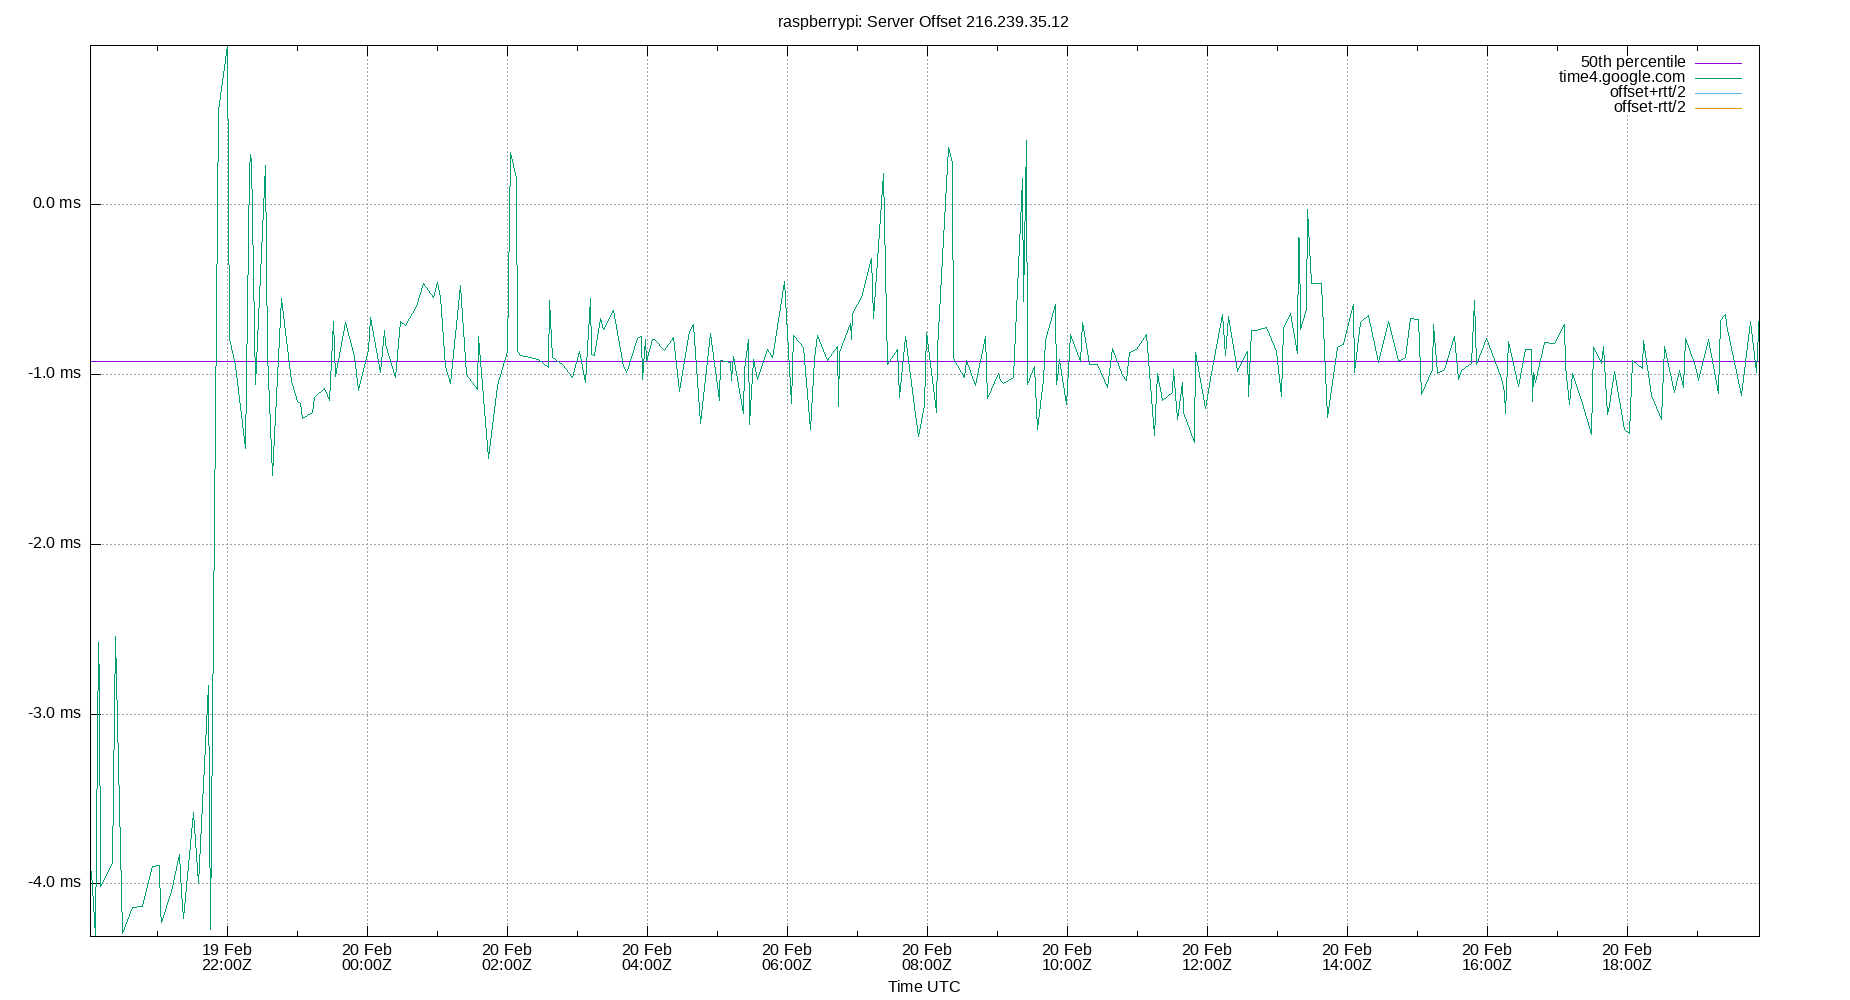 raspberrypi: Server Offset 216.239.35.12
50th percentile
time4.google.com
offset+rtt/2
offset-rtt/2
0.0 ms
-1.0 ms
-2.0 ms
-3.0 ms
-4.0 ms
19 Feb 20 Feb 20 Feb 20 Feb 20 Feb 20 Feb 20 Feb 20 Feb 20 Feb 20 Feb 20 Feb
22:00Z 00:00Z 02:00Z 04:00Z 06:00Z 08:00Z 10:00Z 12:00Z 14:00Z 16:00Z 18:00Z
Time UTC